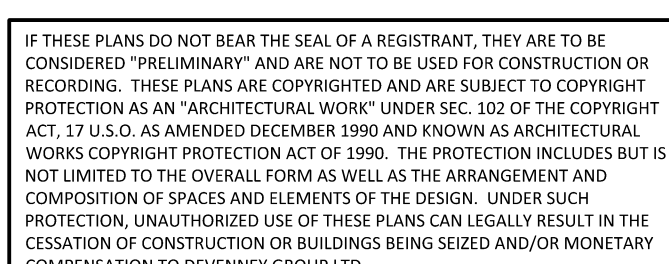 IF THESE PLANS DO NOT BEAR THE SEAL OF A REGISTRANT, THEY ARE TO BE
CONSIDERED "PRELIMINARY" AND ARE NOT TO BE USED FOR CONSTRUCTION OR
RECORDING. THESE PLANS ARE COPYRIGHTED AND ARE SUBJECT TO COPYRIGHT
PROTECTION AS AN "ARCHITECTURAL WORK" UNDER SEC. 102 OF THE COPYRIGHT
ACT, 17 U.S.O. AS AMENDED DECEMBER 1990 AND KNOWN AS ARCHITECTURAL
WORKS COPYRIGHT PROTECTION ACT OF 1990. THE PROTECTION INCLUDES BUT IS
NOT LIMITED TO THE OVERALL FORM AS WELL AS THE ARRANGEMENT AND
COMPOSITION OF SPACES AND ELEMENTS OF THE DESIGN. UNDER SUCH
PROTECTION, UNAUTHORIZED USE OF THESE PLANS CAN LEGALLY RESULT IN THE
CESSATION OF CONSTRUCTION OR BUILDINGS BEING SEIZED AND/OR MONETARY
COMPENSATION TO DEVENNEY GROUP LTD